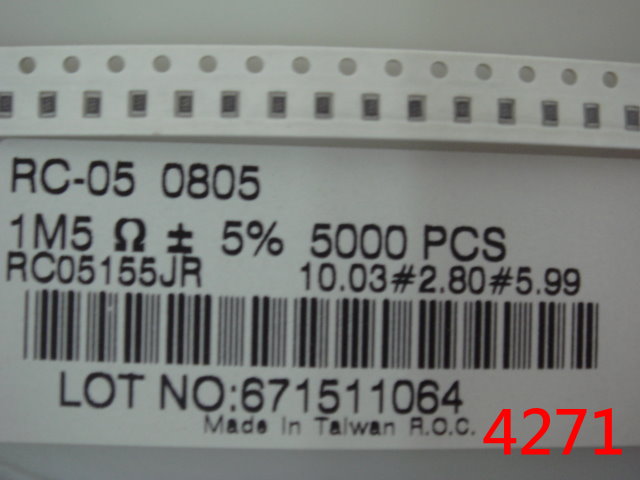 RC-05 0805
1M5 Ω ± 5% 5000 PCS
RC05155JR 10.03#2.80#5.99
LOT NO:671511064
Made in Taiwan R.O.C.
4271